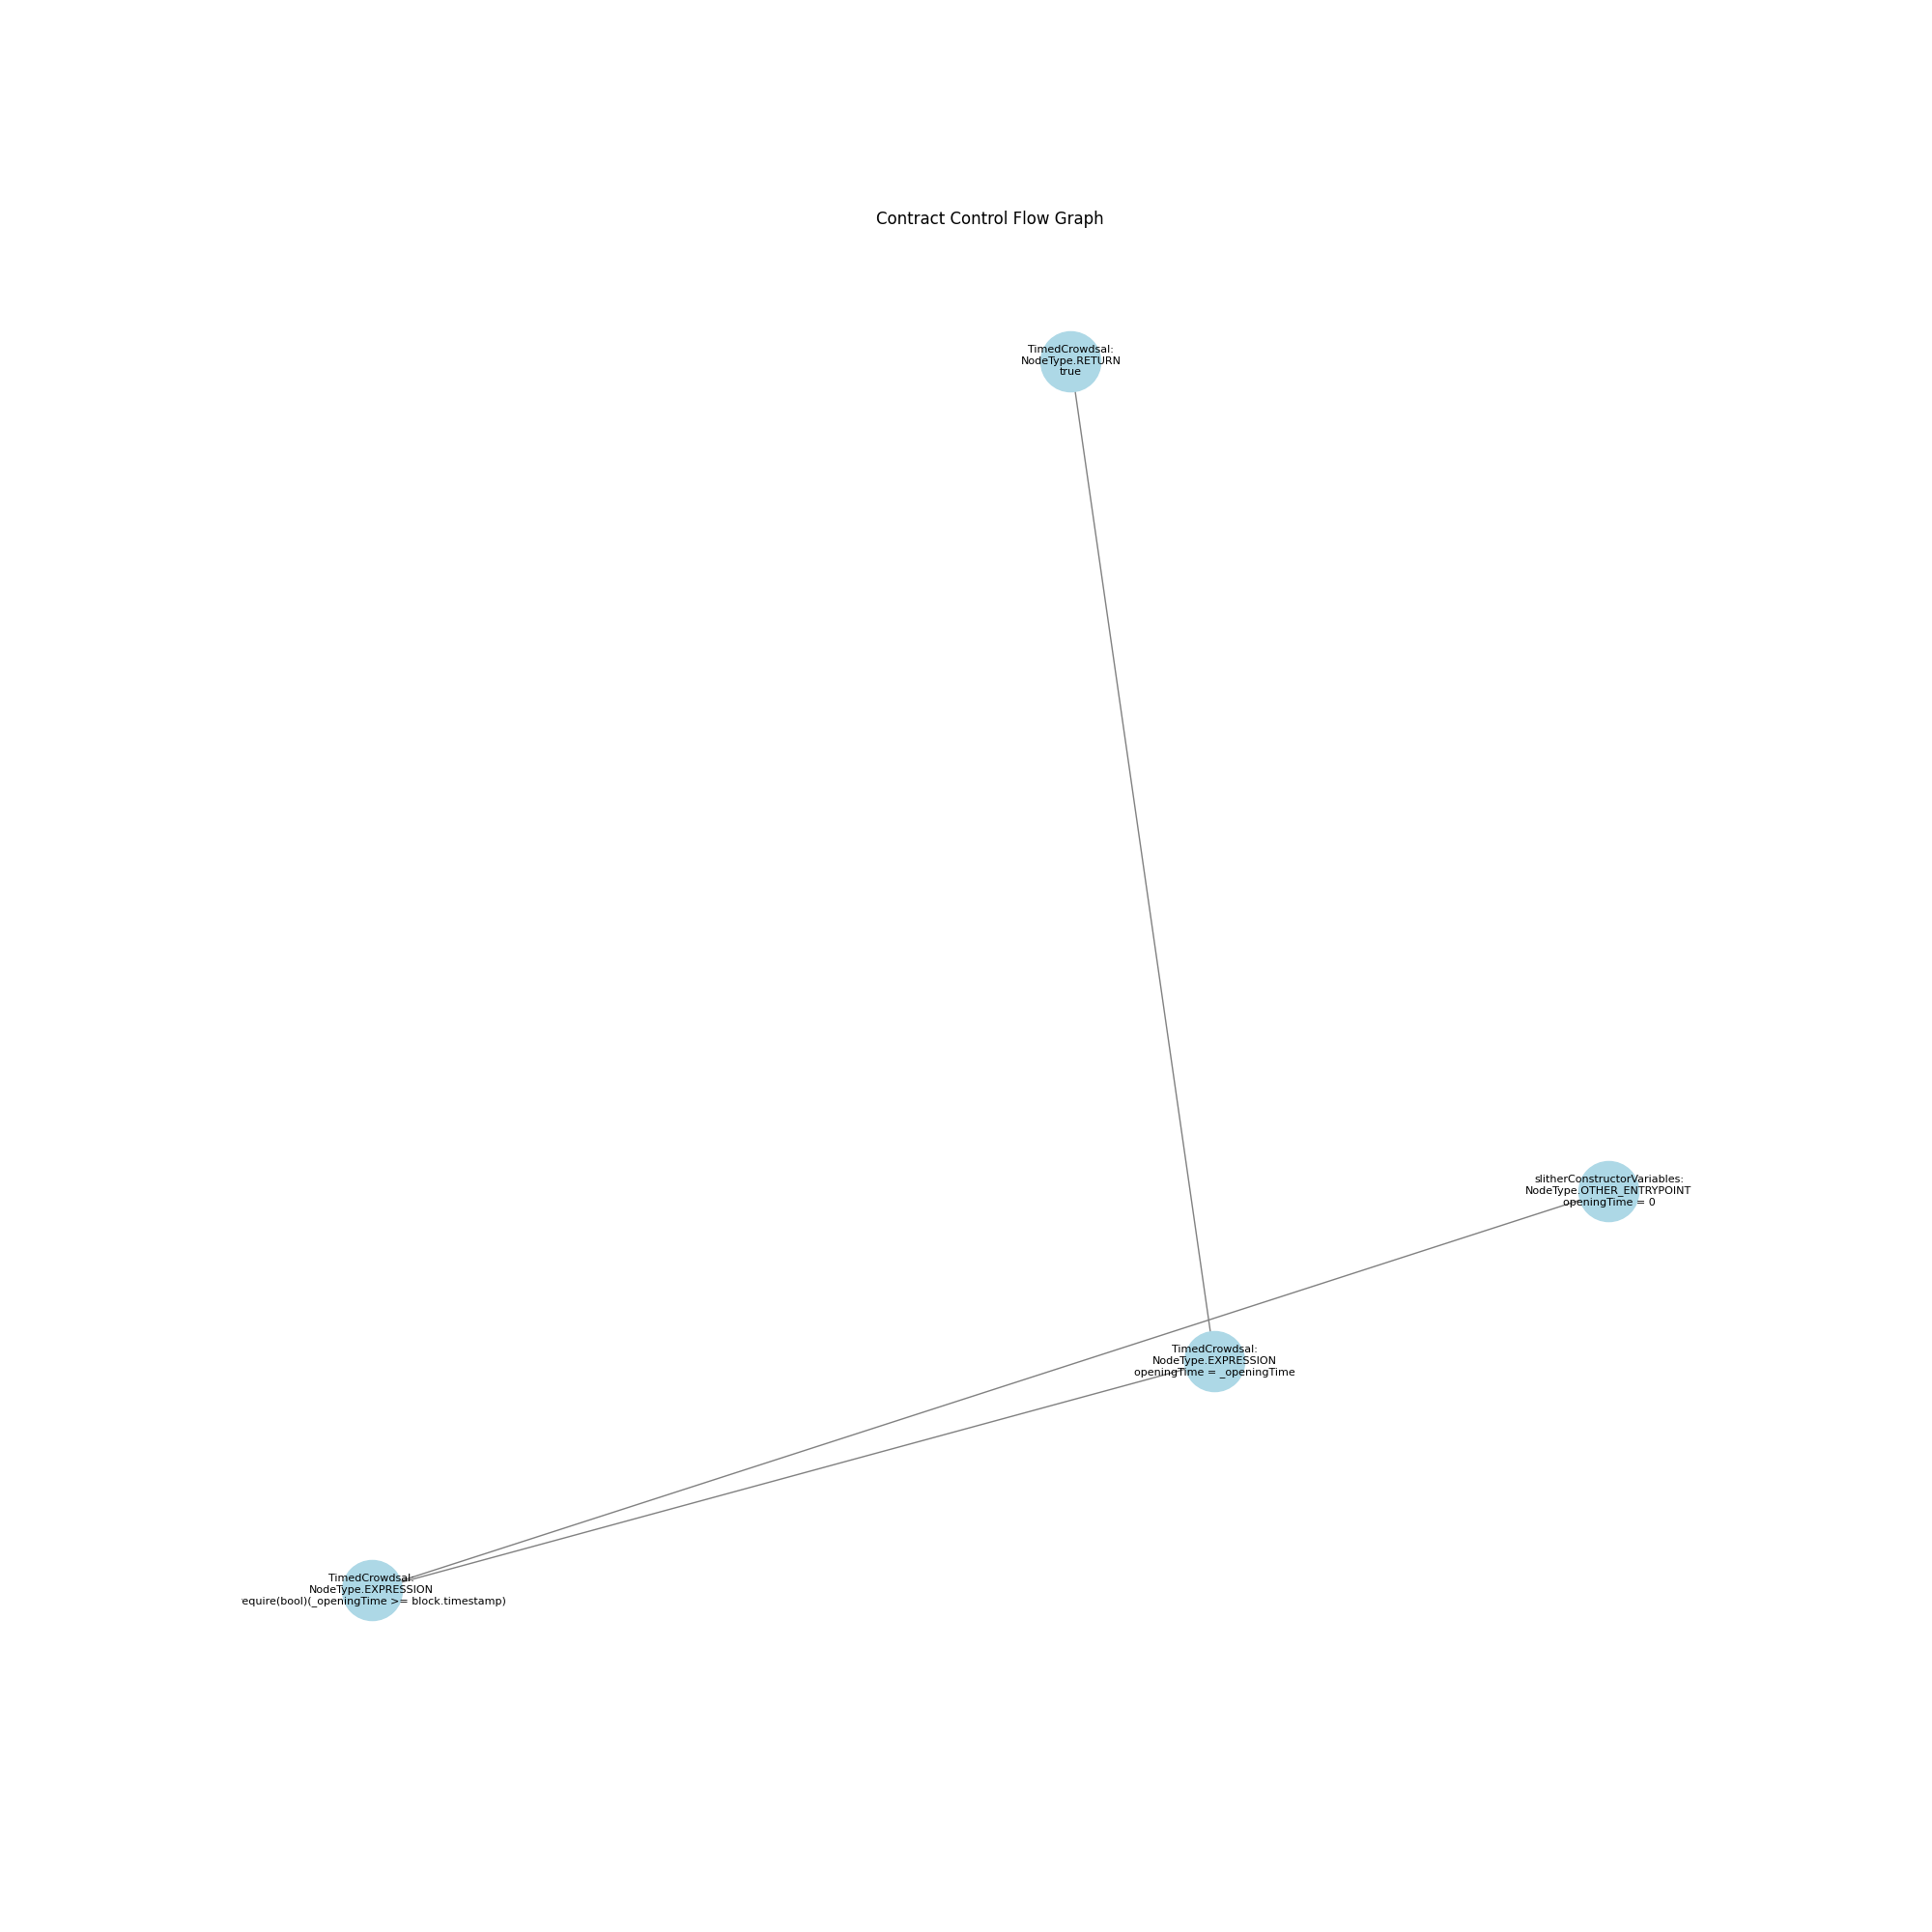 Contract Control Flow Graph
TimedCrowdsal:
NodeType.RETURN
true
slitherConstructorVariables:
NodeType.OTHER_ENTRYPOINT
openingTime = 0
TimedCrowdsal:
NodeType.EXPRESSION
openingTime = _openingTime
TimedCrowdsal:
NodeType.EXPRESSION
equire(bool)(_openingTime >= block.timestamp)